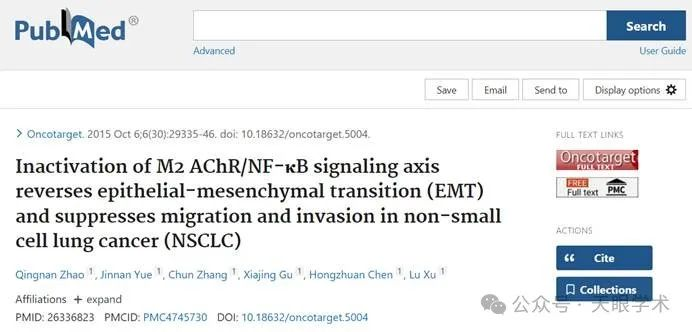 PubMed®
Search
Advanced
User Guide
Save Email Send to Display options
> Oncotarget. 2015 Oct 6;6(30):29335-46. doi: 10.18632/oncotarget.5004.
Inactivation of M2 AChR/NF-κB signaling axis
reverses epithelial-mesenchymal transition (EMT)
and suppresses migration and invasion in non-small
cell lung cancer (NSCLC)
Qingnan Zhao 1, Jinnan Yue 1, Chun Zhang 1, Xiajing Gu 1, Hongzhuan Chen 1, Lu Xu 1
Affiliations + expand
PMID: 26336823 PMCID: PMC4745730 DOI: 10.18632/oncotarget.5004
FULL TEXT LINKS
Oncotarget
FULL TEXT
FREE
Full text PMC
ACTIONS
Cite
Collections
公众号 · 天眼学术